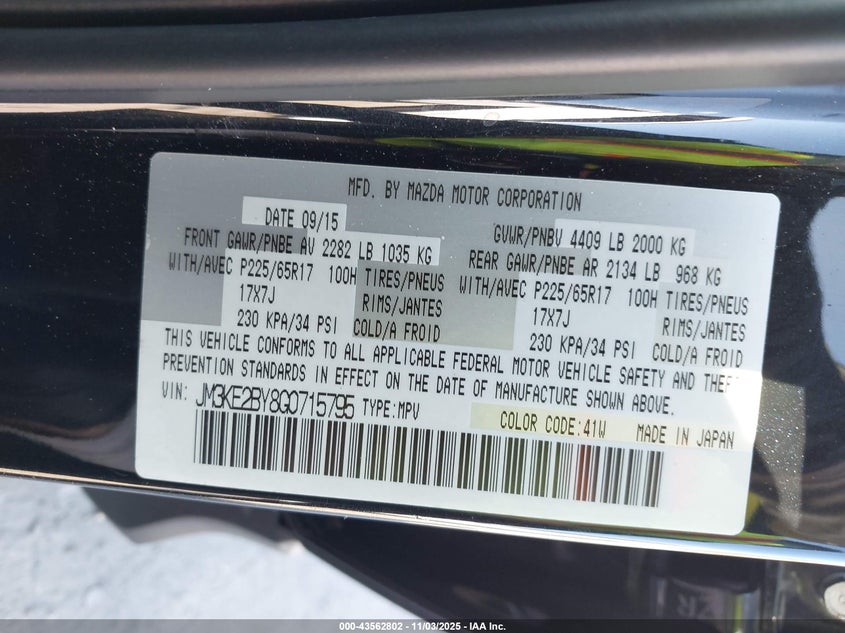 MFD. BY MAZDA MOTOR CORPORATION
DATE 09/15
GVWR/PNBV 4409 LB 2000 KG
FRONT GAWR/PNBE AV 2282 LB 1035 KG
REAR GAWR/PNBE AR 2134 LB 968 KG
WITH/AVEC P225/65R17 100H TIRES/PNEUS
WITH/AVEC P225/65R17 100H TIRES/PNEUS
17X7J RIMS/JANTES
17X7J RIMS/JANTES
230 KPA/34 PSI COLD/A FROID
230 KPA/34 PSI COLD/A FROID
THIS VEHICLE CONFORMS TO ALL APPLICABLE FEDERAL MOTOR VEHICLE SAFETY AND THEFT
PREVENTION STANDARDS IN EFFECT ON THE DATE OF MANUFACTURE SHOWN ABOVE.
VIN: JM3KE2BY8G0715795 TYPE:MPV
COLOR CODE:41W MADE IN JAPAN
000-43562802 - 11/03/2025 - IAA Inc.